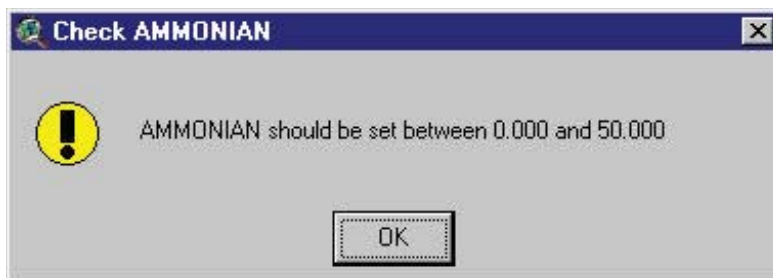 Check AMMONIAN
AMMONIAN should be set between 0.000 and 50.000
OK